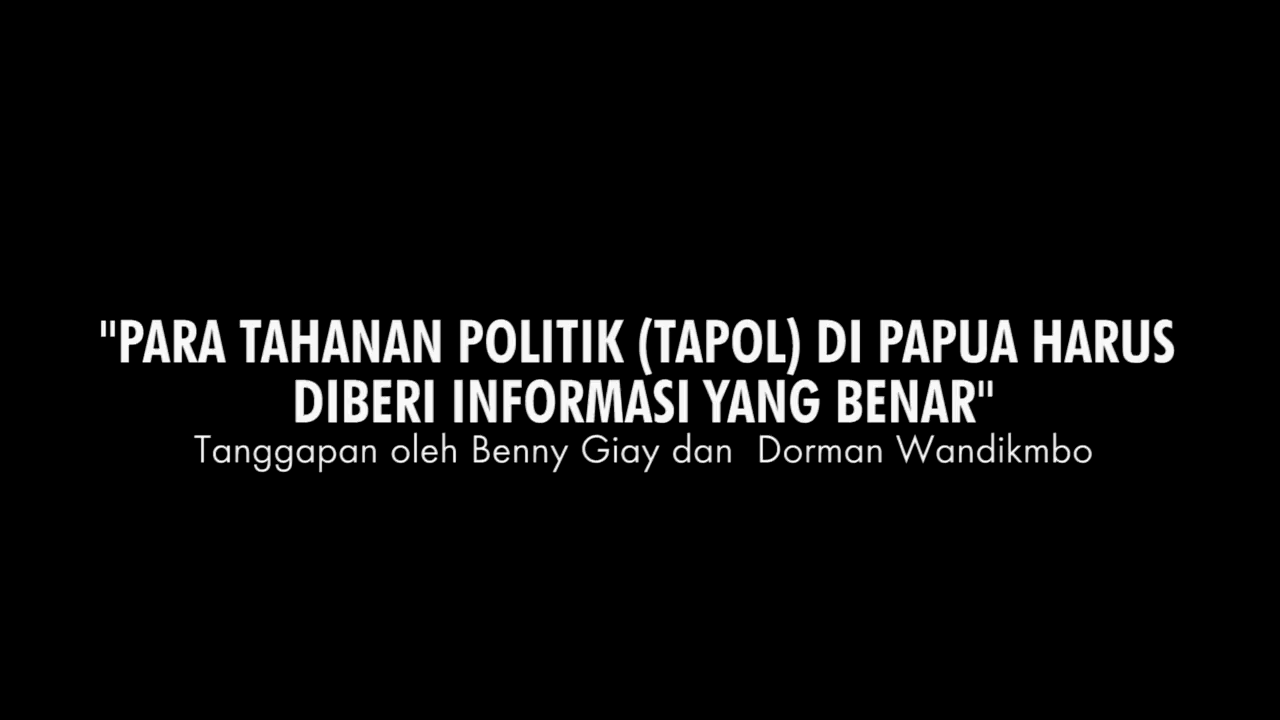 "PARA TAHANAN POLITIK (TAPOL) DI PAPUA HARUS
DIBERI INFORMASI YANG BENAR"
Tanggapan oleh Benny Giay dan  Dorman Wandikmbo